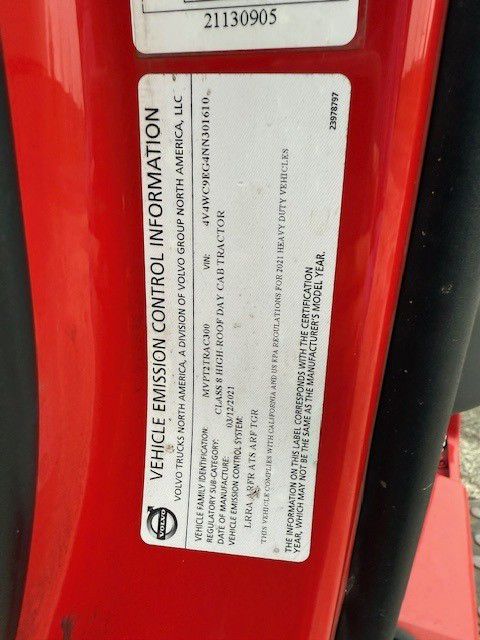 21130905
VEHICLE EMISSION CONTROL INFORMATION
VOLVO TRUCKS NORTH AMERICA, A DIVISION OF VOLVO GROUP NORTH AMERICA, LLC
VEHICLE FAMILY IDENTIFICATION: MVPT2TRAC300 VIN: 4V4WC9EG4NN301610
REGULATORY SUB-CATEGORY: CLASS 8 HIGH-ROOF DAY CAB TRACTOR
DATE OF MANUFACTURE: 03/12/2021
VEHICLE EMISSION CONTROL SYSTEM:
LRRA ARFR ATS ARF TGR
THIS VEHICLE COMPLIES WITH CALIFORNIA AND US EPA REGULATIONS FOR 2021 HEAVY DUTY VEHICLES
THE INFORMATION ON THIS LABEL CORRESPONDS WITH THE CERTIFICATION
YEAR, WHICH MAY NOT BE THE SAME AS THE MANUFACTURER'S MODEL YEAR.
23978797
VOLVO